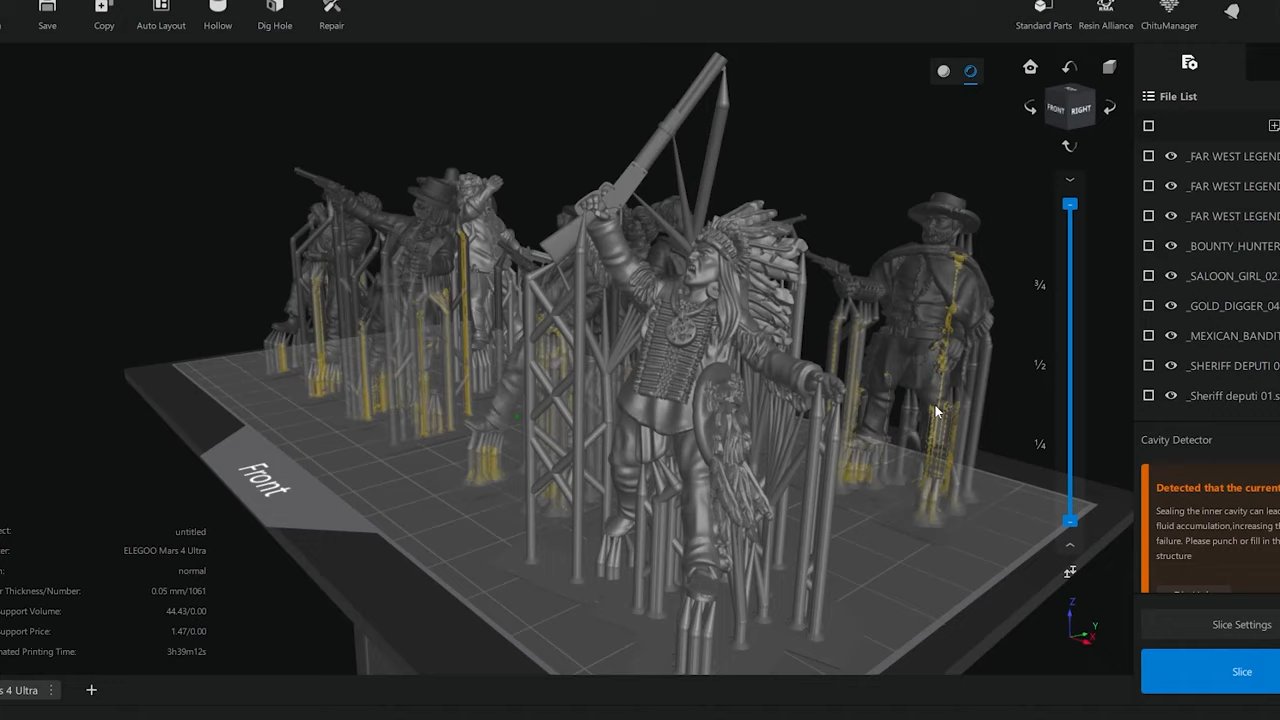 Save
Copy
Auto Layout
Hollow
Dig Hole
Repair
Standard Parts
Resin Alliance
ChituManager
FRONT
RIGHT
File List
_FAR WEST LEGEND
_FAR WEST LEGEND
_FAR WEST LEGEND
_BOUNTY_HUNTER
_SALOON_GIRL_02.
_GOLD_DIGGER_04
_MEXICAN_BANDIT
_SHERIFF DEPUTI 0
_Sheriff deputi 01.s
¾
½
¼
Cavity Detector
Detected that the current
Sealing the inner cavity can lead
fluid accumulation,increasing th
failure. Please punch or fill in th
structure
Front
untitled
ELEGOO Mars 4 Ultra
normal
Thickness/Number:
0.05 mm/1061
Support Volume:
44.43/0.00
Support Price:
1.47/0.00
Printing Time:
3h39m12s
Z
Y
X
Slice Settings
Slice
4 Ultra